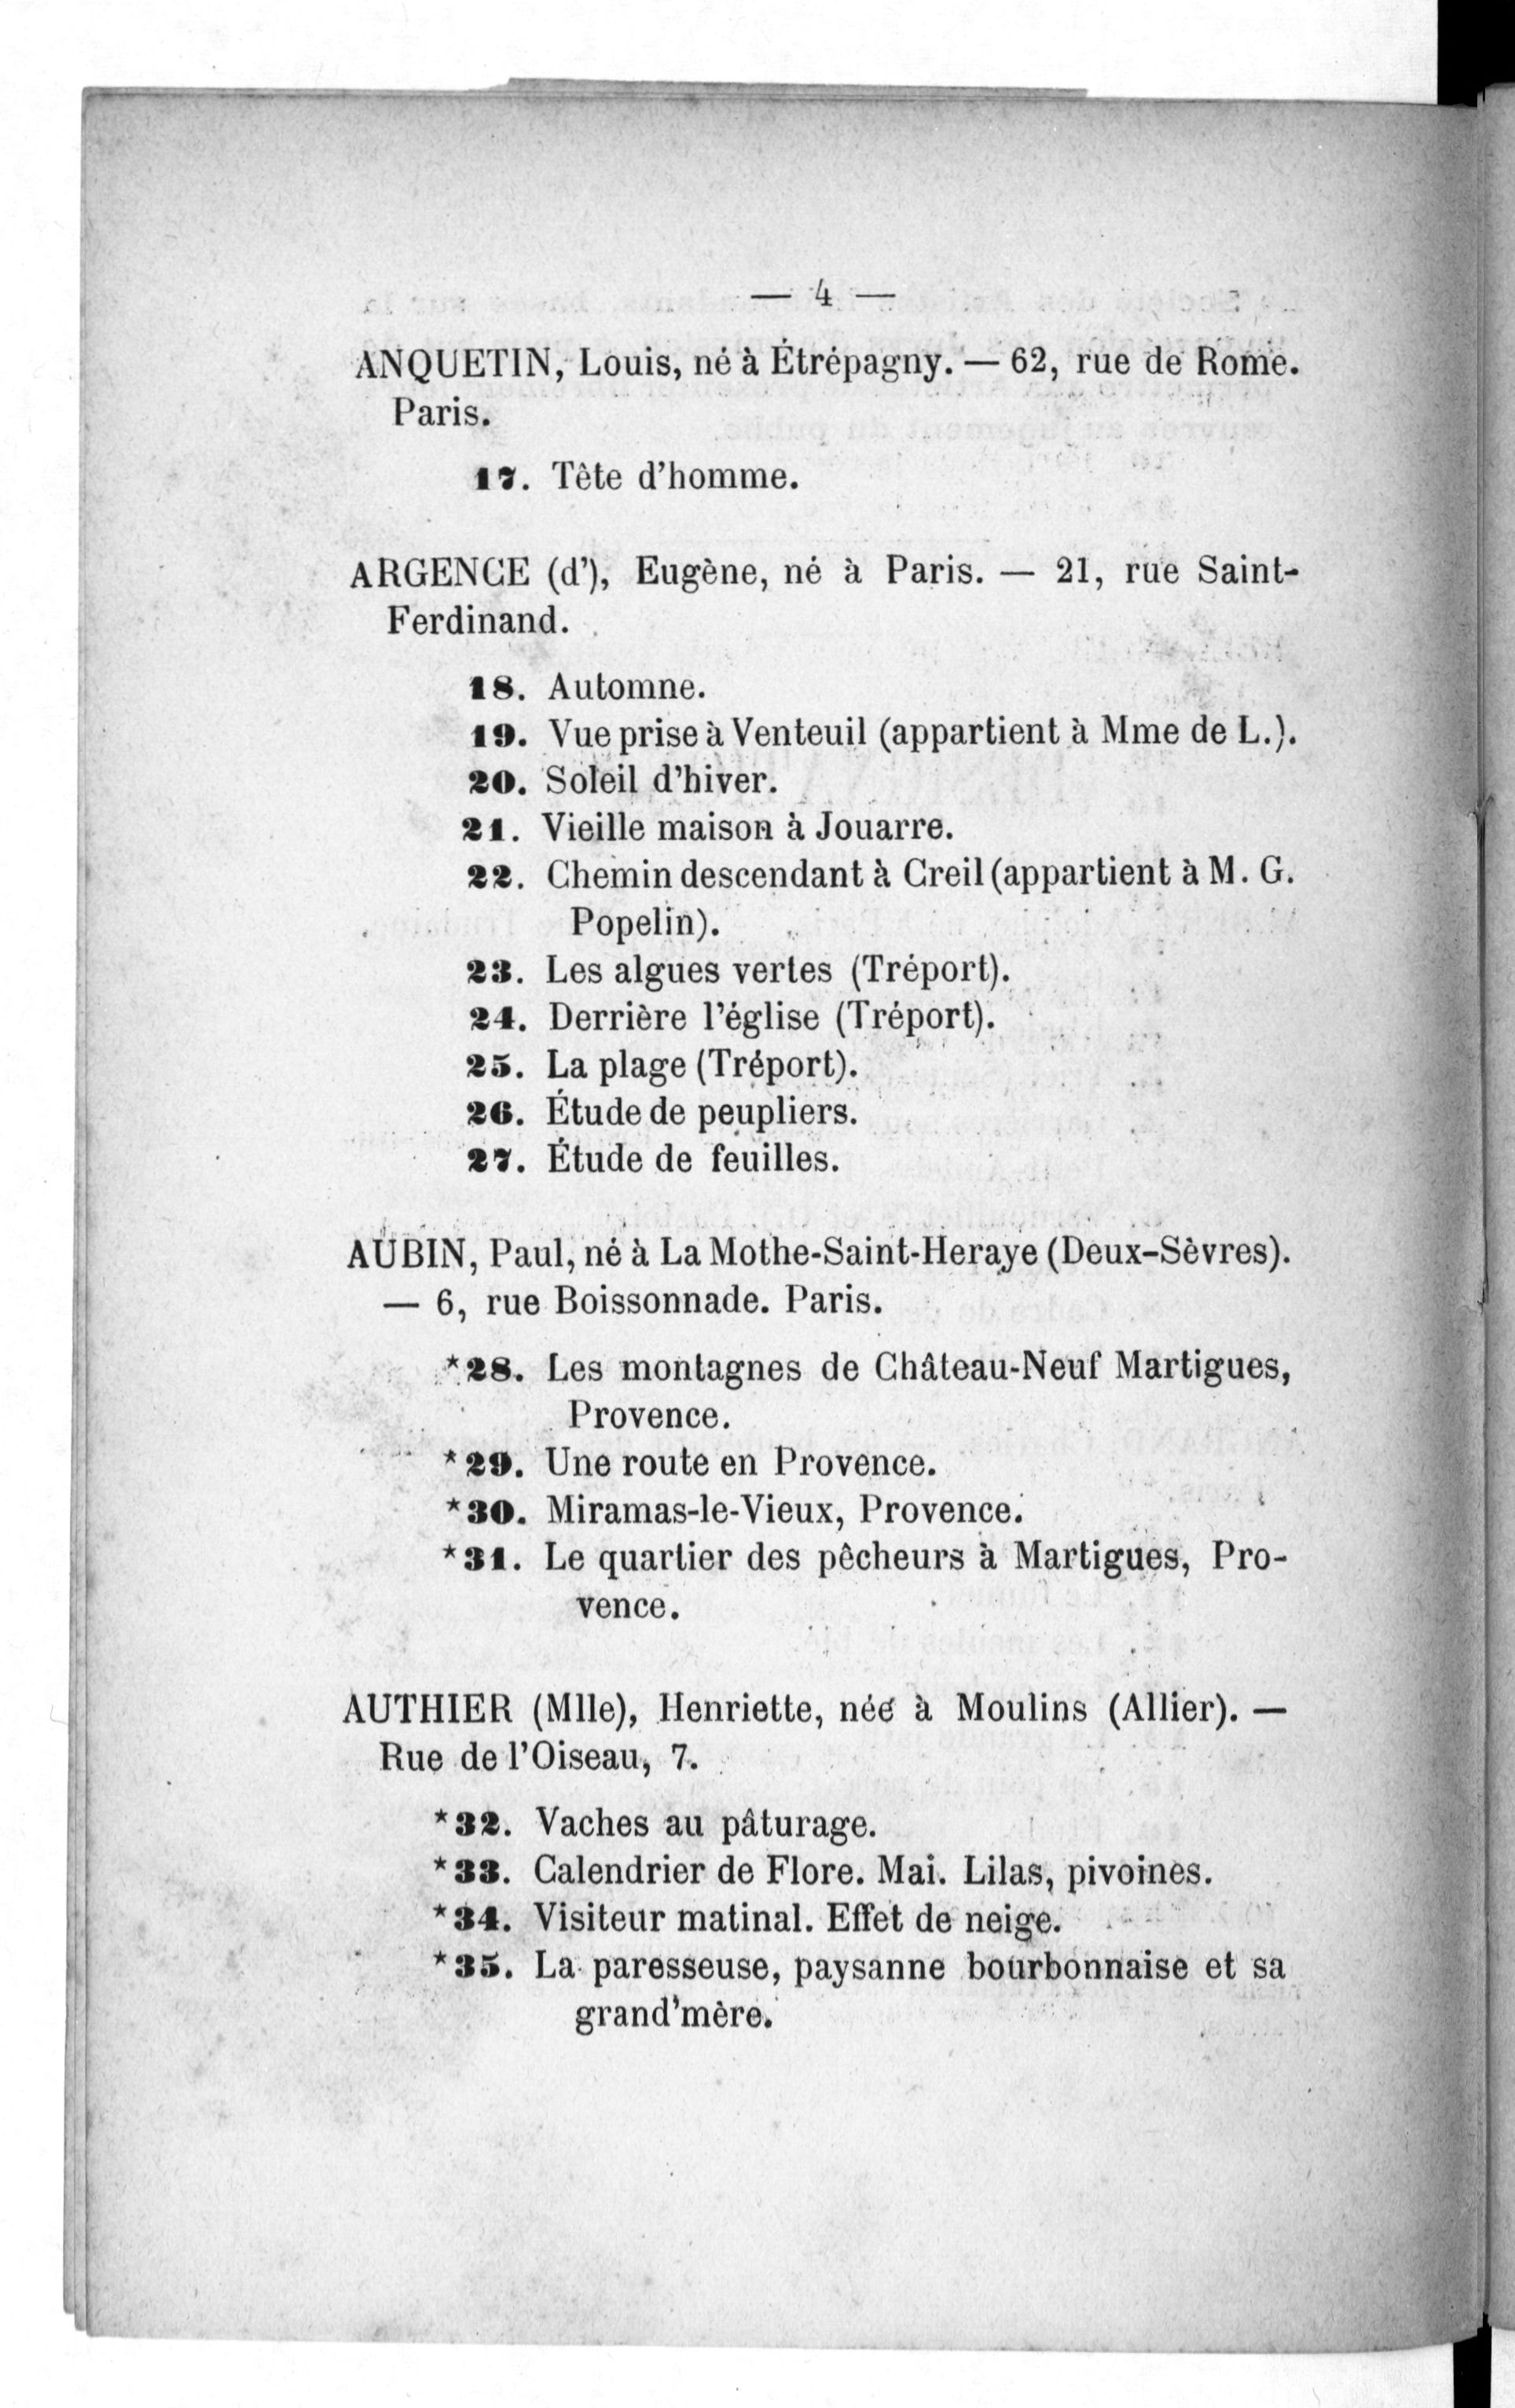 — 4 —
ANQUETIN, Louis, né à Étrépagny. — 62, rue de Rome.
Paris.
17. Tête d'homme.
ARGENCE (d'), Eugène, né à Paris. — 21, rue Saint-
Ferdinand.
18. Automne.
19. Vue prise à Venteuil (appartient à Mme de L.).
20. Soleil d'hiver.
21. Vieille maison à Jouarre.
22. Chemin descendant à Creil (appartient à M. G.
Popelin).
23. Les algues vertes (Tréport).
24. Derrière l'église (Tréport).
25. La plage (Tréport).
26. Étude de peupliers.
27. Étude de feuilles.
AUBIN, Paul, né à La Mothe-Saint-Heraye (Deux-Sèvres).
— 6, rue Boissonnade. Paris.
*28. Les montagnes de Château-Neuf Martigues,
Provence.
*29. Une route en Provence.
*30. Miramas-le-Vieux, Provence.
*31. Le quartier des pêcheurs à Martigues, Pro-
vence.
AUTHIER (Mlle), Henriette, née à Moulins (Allier). —
Rue de l'Oiseau, 7.
*32. Vaches au pâturage.
*33. Calendrier de Flore. Mai. Lilas, pivoines.
*34. Visiteur matinal. Effet de neige.
*35. La paresseuse, paysanne bourbonnaise et sa
grand'mère.